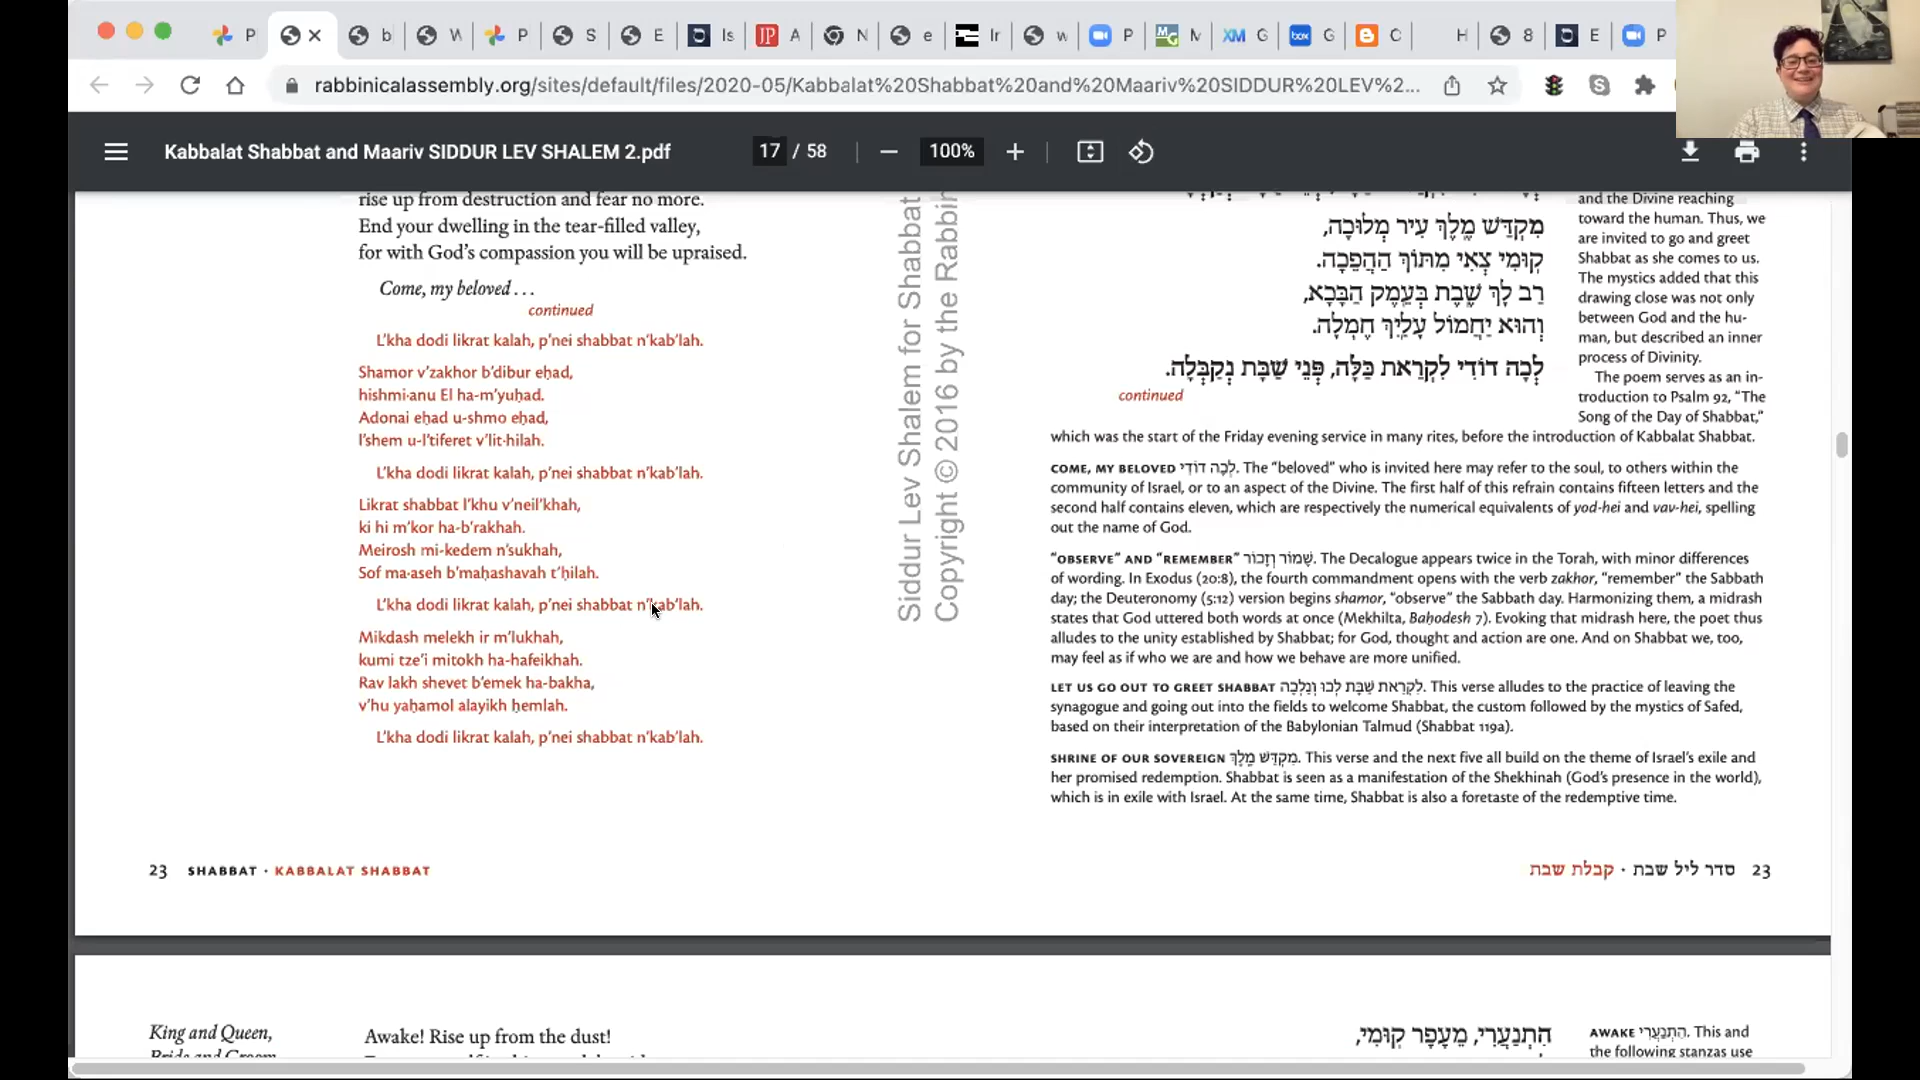 P
b
W
P
S
E
Is
A
N
e
Ir
w
P
M
G
G
C
H
8
E
P
rabbinicalassembly.org/sites/default/files/2020-05/Kabbalat%20Shabbat%20and%20Maariv%20SIDDUR%20LEV%2...
Kabbalat Shabbat and Maariv SIDDUR LEV SHALEM 2.pdf
17 / 58
100%
rise up from destruction and fear no more.
End your dwelling in the tear-filled valley,
for with God's compassion you will be upraised.
Come, my beloved . . .
continued
L'kha dodi likrat kalah, p'nei shabbat n'kab'lah.
Shamor v'zakhor b'dibur eḥad,
hishmi·anu El ha-m'yuḥad.
Adonai eḥad u-shmo eḥad,
l'shem u-l'tiferet v'lit·hilah.
L'kha dodi likrat kalah, p'nei shabbat n'kab'lah.
Likrat shabbat l'khu v'neil'khah,
ki hi m'kor ha-b'rakhah.
Meirosh mi-kedem n'sukhah,
Sof ma·aseh b'maḥashavah t'ḥilah.
L'kha dodi likrat kalah, p'nei shabbat n'kab'lah.
Mikdash melekh ir m'lukhah,
kumi tze'i mitokh ha-hafeikhah.
Rav lakh shevet b'emek ha-bakha,
v'hu yaḥamol alayikh ḥemlah.
L'kha dodi likrat kalah, p'nei shabbat n'kab'lah.
Siddur Lev Shalem for Shabbat
Copyright © 2016 by the Rabbin
מִקְדַּשׁ מֶֽלֶךְ עִיר מְלוּכָה,
קֽוּמִי צְאִי מִתּוֹךְ הַהֲפֵכָה.
רַב לָךְ שֶֽׁבֶת בְּעֵֽמֶק הַבָּכָא,
וְהוּא יַחֲמוֹל עָלַֽיִךְ חֶמְלָה.
לְכָה דוֹדִי לִקְרַאת כַּלָּה, פְּנֵי שַׁבָּת נְקַבְּלָה.
continued
and the Divine reaching
toward the human. Thus, we
are invited to go and greet
Shabbat as she comes to us.
The mystics added that this
drawing close was not only
between God and the hu-
man, but described an inner
process of Divinity.
The poem serves as an in-
troduction to Psalm 92, "The
Song of the Day of Shabbat,"
which was the start of the Friday evening service in many rites, before the introduction of Kabbalat Shabbat.
COME, MY BELOVED לְכָה דוֹדִי. The "beloved" who is invited here may refer to the soul, to others within the
community of Israel, or to an aspect of the Divine. The first half of this refrain contains fifteen letters and the
second half contains eleven, which are respectively the numerical equivalents of yod-hei and vav-hei, spelling
out the name of God.
"OBSERVE" AND "REMEMBER" שָׁמוֹר וְזָכוֹר. The Decalogue appears twice in the Torah, with minor differences
of wording. In Exodus (20:8), the fourth commandment opens with the verb zakhor, "remember" the Sabbath
day; the Deuteronomy (5:12) version begins shamor, "observe" the Sabbath day. Harmonizing them, a midrash
states that God uttered both words at once (Mekhilta, Baḥodesh 7). Evoking that midrash here, the poet thus
alludes to the unity established by Shabbat; for God, thought and action are one. And on Shabbat we, too,
may feel as if who we are and how we behave are more unified.
LET US GO OUT TO GREET SHABBAT לִקְרַאת שַׁבָּת לְכוּ וְנֵלְכָה. This verse alludes to the practice of leaving the
synagogue and going out into the fields to welcome Shabbat, the custom followed by the mystics of Safed,
based on their interpretation of the Babylonian Talmud (Shabbat 119a).
SHRINE OF OUR SOVEREIGN מִקְדַּשׁ מֶֽלֶךְ. This verse and the next five all build on the theme of Israel's exile and
her promised redemption. Shabbat is seen as a manifestation of the Shekhinah (God's presence in the world),
which is in exile with Israel. At the same time, Shabbat is also a foretaste of the redemptive time.
23 SHABBAT · KABBALAT SHABBAT
סדר ליל שבת · קבלת שבת 23
King and Queen,
Bride and Groom
Awake! Rise up from the dust!
הִתְנַעֲרִי, מֵעָפָר קֽוּמִי,
AWAKE הִתְנַעֲרִי. This and
the following stanzas use